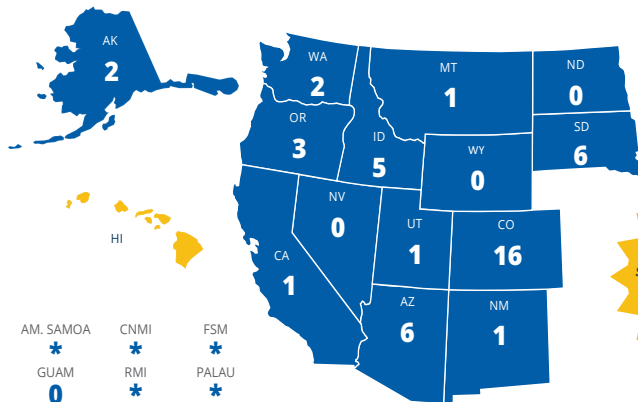 AK
2
WA
2
MT
1
ND
0
OR
3
ID
5
SD
6
WY
0
NV
0
UT
1
CO
16
HI
CA
1
AZ
6
NM
1
AM. SAMOA
*
CNMI
*
FSM
*
GUAM
0
RMI
*
PALAU
*